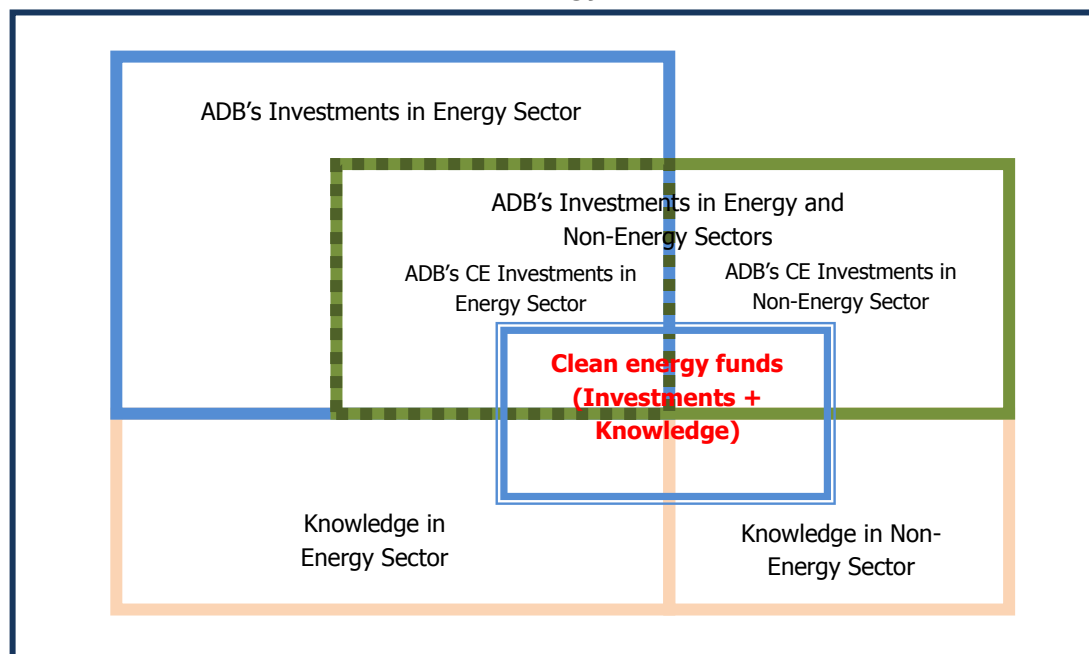 ADB's Investments in Energy Sector
ADB's Investments in Energy and
Non-Energy Sectors
ADB's CE Investments in
Energy Sector
ADB's CE Investments in
Non-Energy Sector
Clean energy funds
(Investments +
Knowledge)
Knowledge in
Energy Sector
Knowledge in Non-
Energy Sector